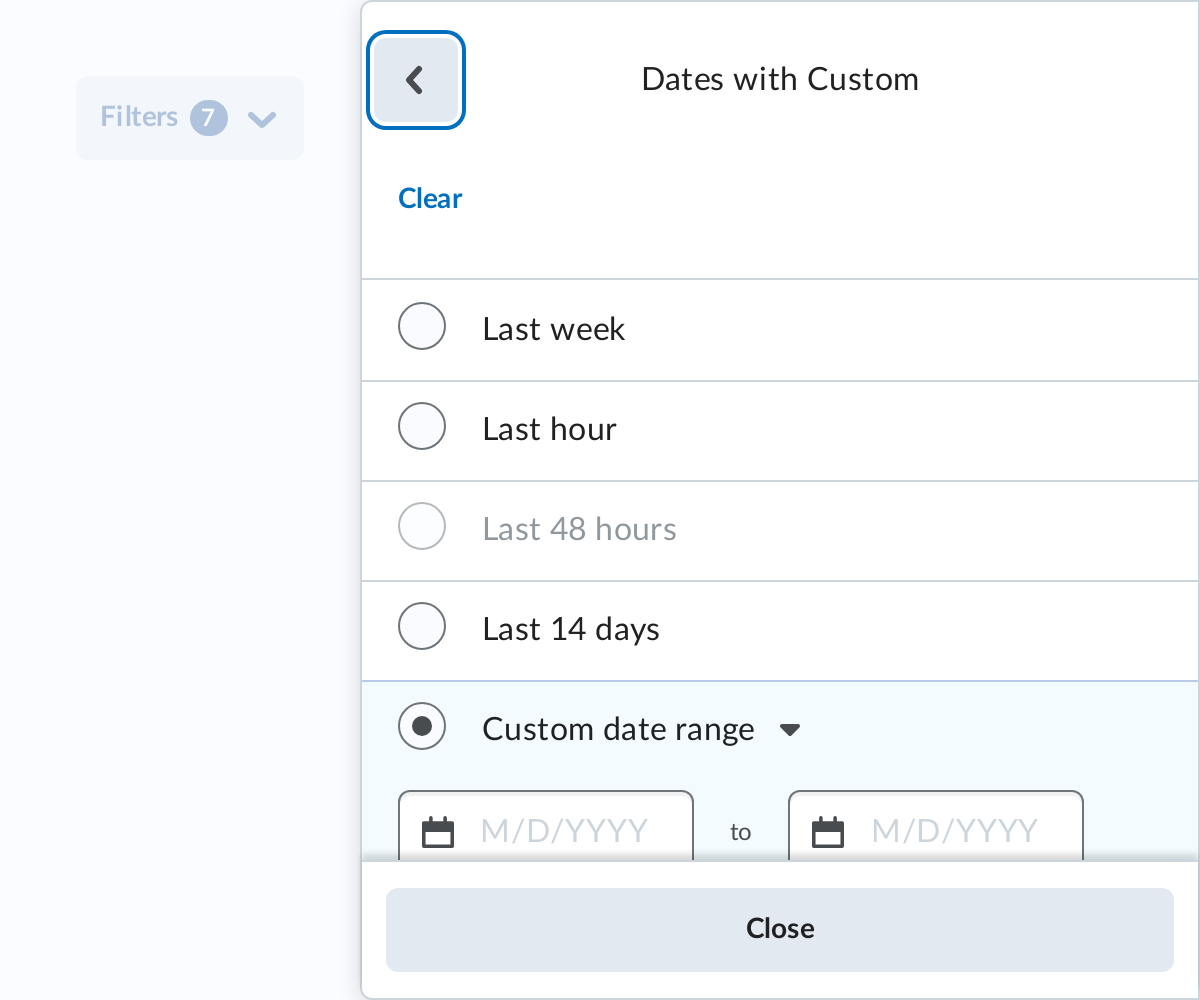 Filters 7
Dates with Custom
Clear
Last week
Last hour
Last 48 hours
Last 14 days
Custom date range
M/D/YYYY to M/D/YYYY
Close